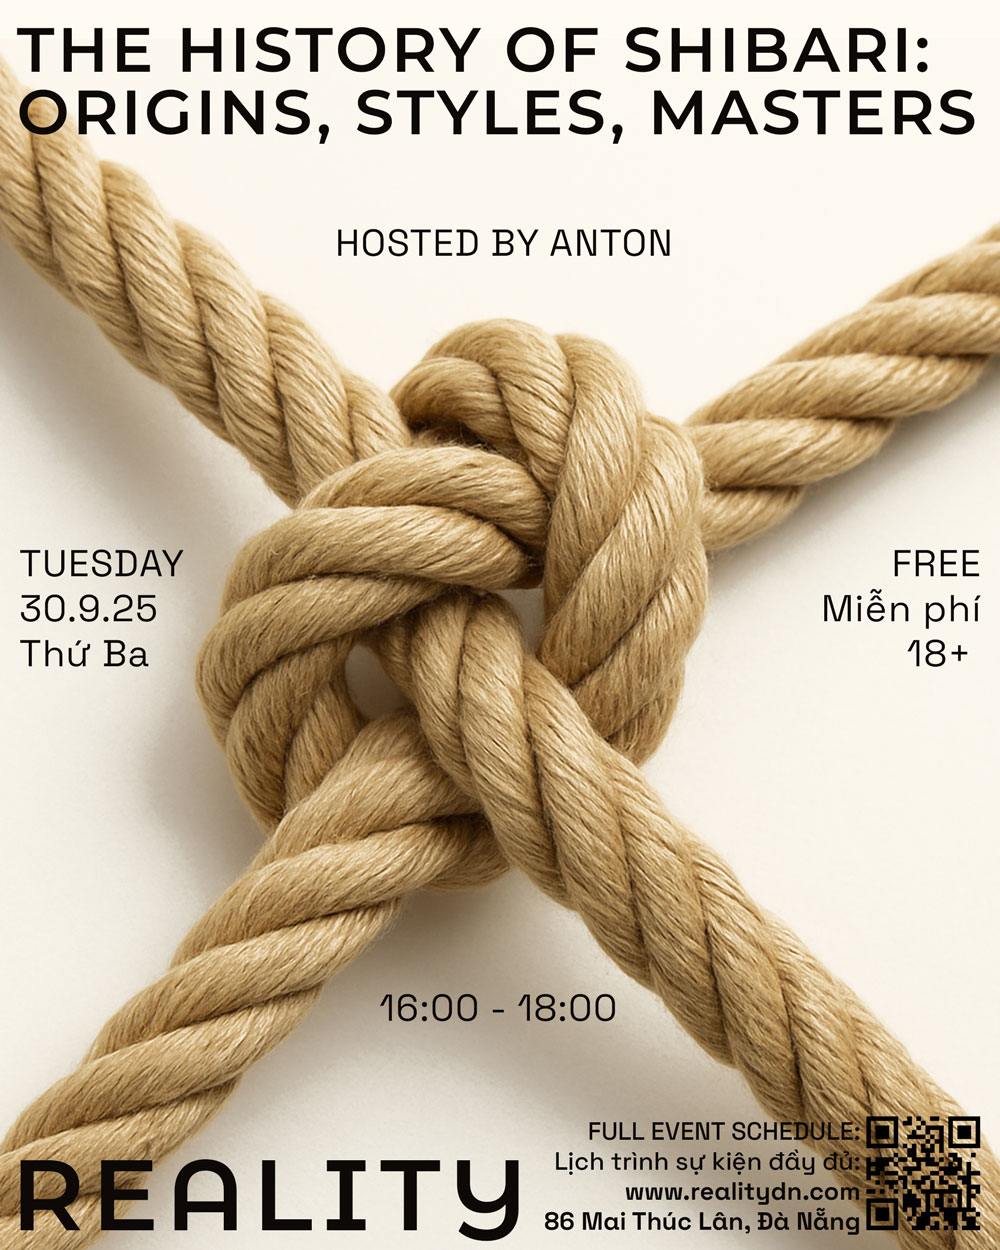 THE HISTORY OF SHIBARI:
ORIGINS, STYLES, MASTERS
HOSTED BY ANTON
TUESDAY
30.9.25
Thứ Ba
FREE
Miễn phí
18+
16:00 - 18:00
FULL EVENT SCHEDULE:
Lịch trình sự kiện đầy đủ:
www.realitydn.com
86 Mai Thúc Lân, Đà Nẵng
REALITY